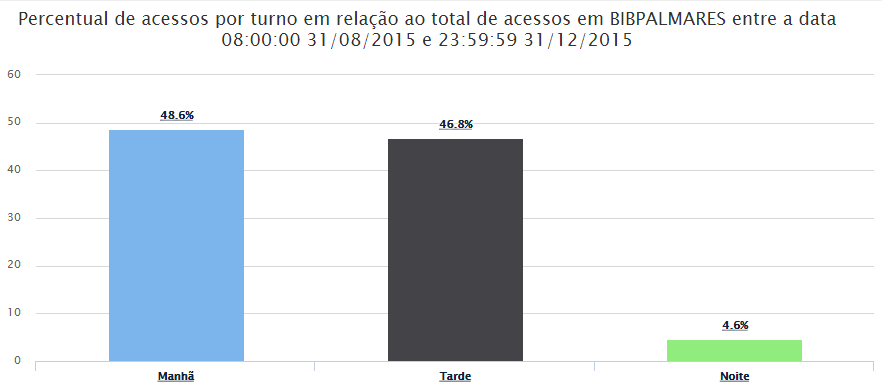 Percentual de acessos por turno em relação ao total de acessos em BIBPALMARES entre a data
08:00:00 31/08/2015 e 23:59:59 31/12/2015
60
50
40
30
20
10
0
48.6%
46.8%
4.6%
Manhã
Tarde
Noite